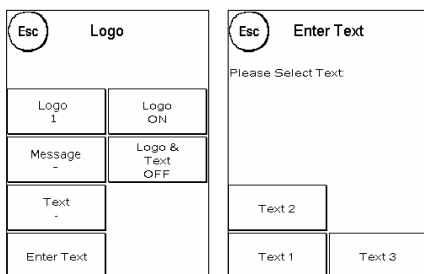 Esc
Logo
Logo
1
Logo
ON
Message
-
Logo &
Text
OFF
Text
-
Enter Text
Esc
Enter Text
Please Select Text:
Text 2
Text 1
Text 3